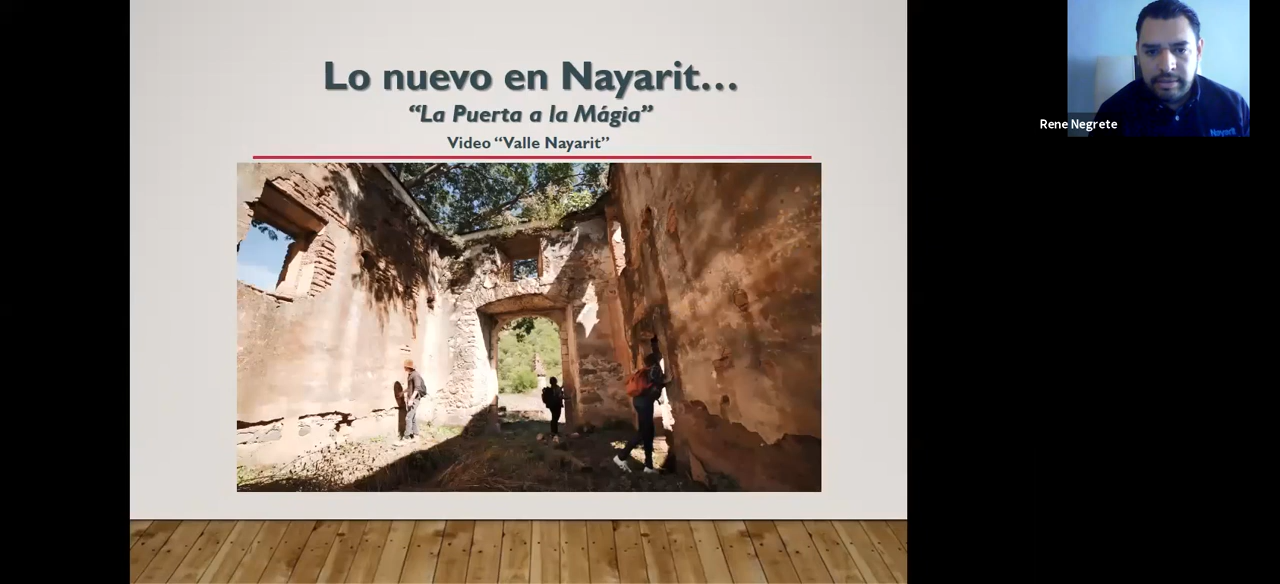 Lo nuevo en Nayarit...
“La Puerta a la Mágia”
Video “Valle Nayarit”
Rene Negrete